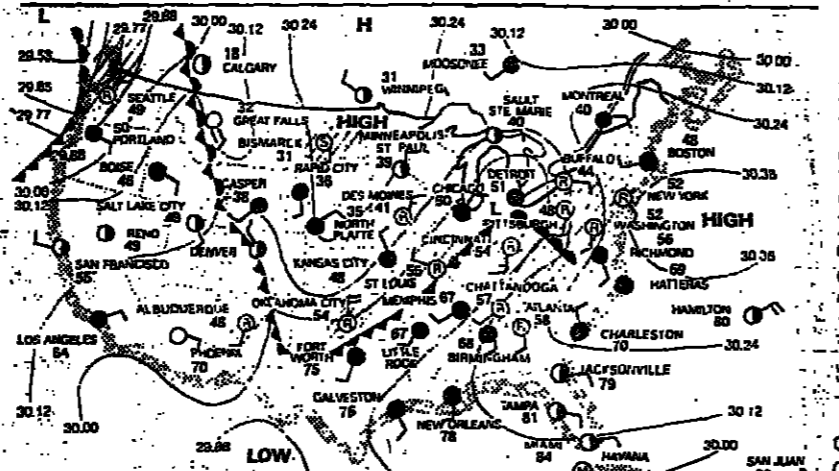 L
29.77
29.88
30.00
30.12
30.24
H
30.24
30.12
30.00
29.53
18
CALGARY
33
MOOSONEE
30.00
29.65
SEATTLE
49
31
WINNIPEG
SAULT
STE MARIE
40
MONTREAL
40
30.12
29.77
50
PORTLAND
32
GREAT FALLS
HIGH
MINNEAPOLIS
ST PAUL
39
30.24
BISMARCK
31
48
BOSTON
BOISE
48
RAPID CITY
36
BUFFALO
44
30.00
30.12
CASPER
38
DES MOINES
41
CHICAGO
50
DETROIT
51
52
NEW YORK
30.36
SALT LAKE CITY
49
35
NORTH
PLATTE
L
PITTSBURGH
48
52
WASHINGTON
56
HIGH
RENO
49
DENVER
CINCINNATI
54
RICHMOND
69
HATTERAS
30.36
SAN FRANCISCO
55
KANSAS CITY
48
ST LOUIS
56
CHATTANOOGA
57
ALBUQUERQUE
48
OKLAHOMA CITY
54
MEMPHIS
67
ATLANTA
58
HAMILTON
80
LOS ANGELES
64
PHOENIX
70
FORT
WORTH
75
67
LITTLE
ROCK
68
BIRMINGHAM
CHARLESTON
70
30.24
JACKSONVILLE
79
GALVESTON
76
30.12
30.00
NEW ORLEANS
78
TAMPA
81
30.12
29.88
LOW
MIAMI
84
HAVANA
30.00
SAN JUAN